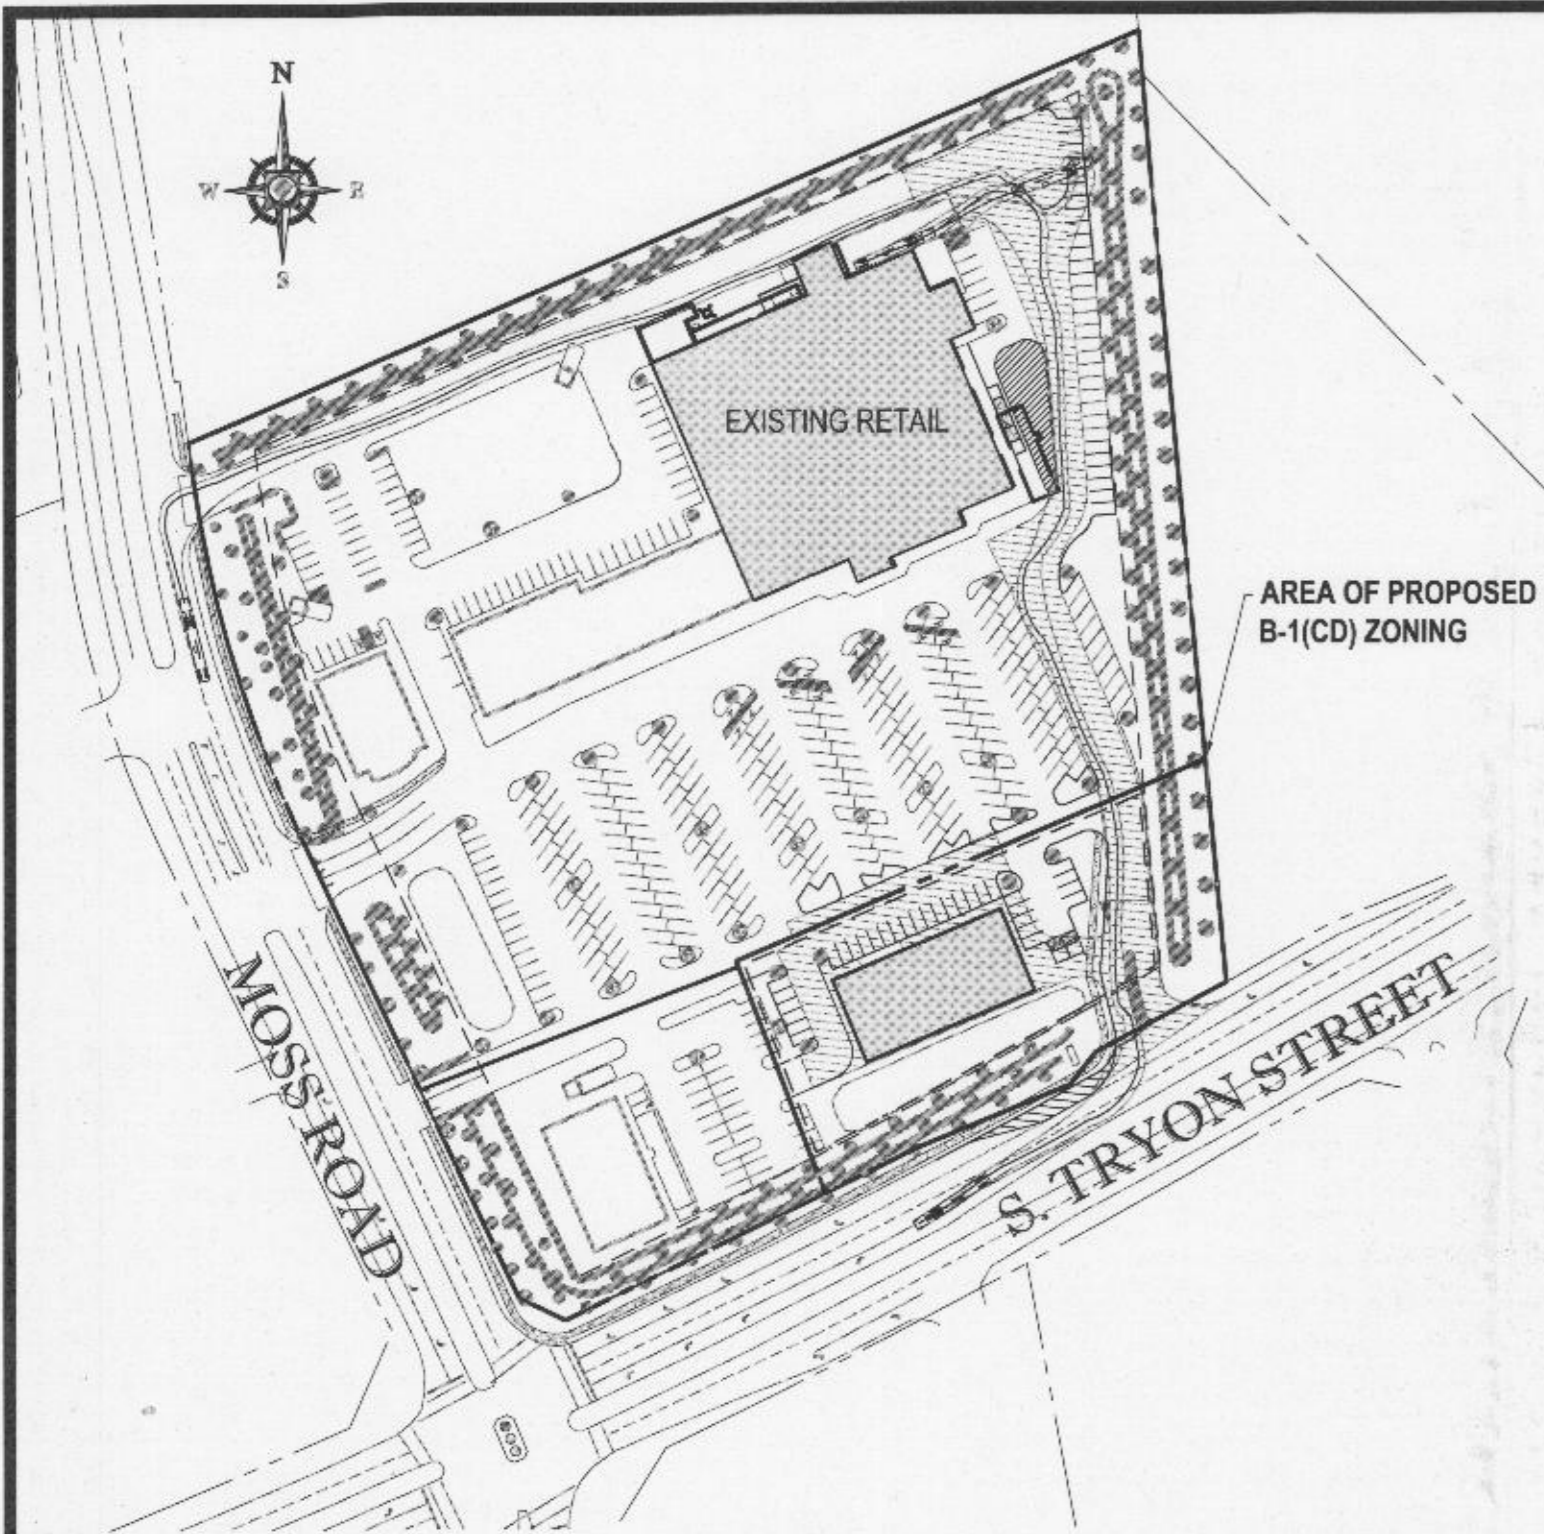 N
W
E
S
EXISTING RETAIL
AREA OF PROPOSED
B-1(CD) ZONING
MOSS ROAD
S. TRYON STREET